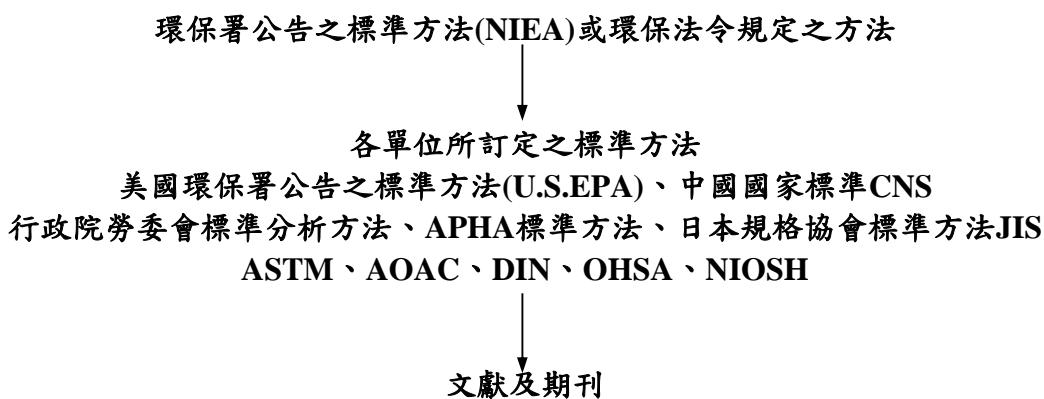 環保署公告之標準方法(NIEA)或環保法令規定之方法
各單位所訂定之標準方法
美國環保署公告之標準方法(U.S.EPA)、中國國家標準CNS
行政院勞委會標準分析方法、APHA標準方法、日本規格協會標準方法JIS
ASTM、AOAC、DIN、OHSA、NIOSH
文獻及期刊